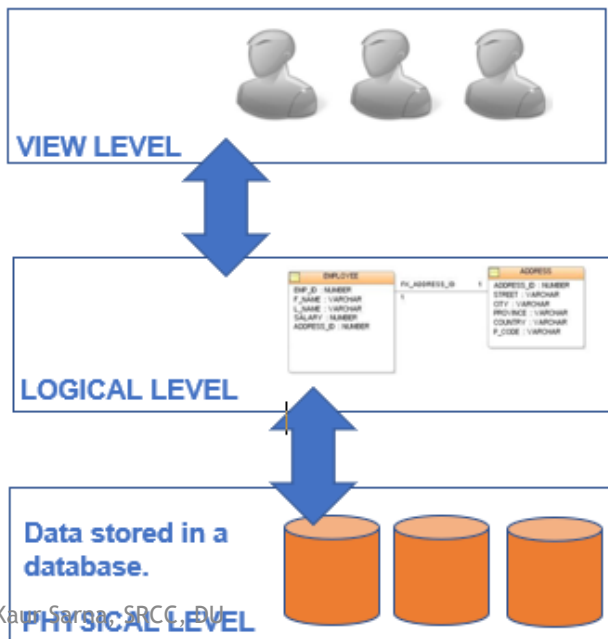 VIEW LEVEL
EMPLOYEE
EMP_ID : NUMBER
F_NAME : VARCHAR
L_NAME : VARCHAR
SALARY : NUMBER
ADDRESS_ID : NUMBER
FK_ADDRESS_ID
1
1
ADDRESS
ADDRESS_ID : NUMBER
STREET : VARCHAR
CITY : VARCHAR
PROVINCE : VARCHAR
COUNTRY : VARCHAR
P_CODE : VARCHAR
LOGICAL LEVEL
Data stored in a
database.
Kaur Sarna, SRCC, DU
PHYSICAL LEVEL